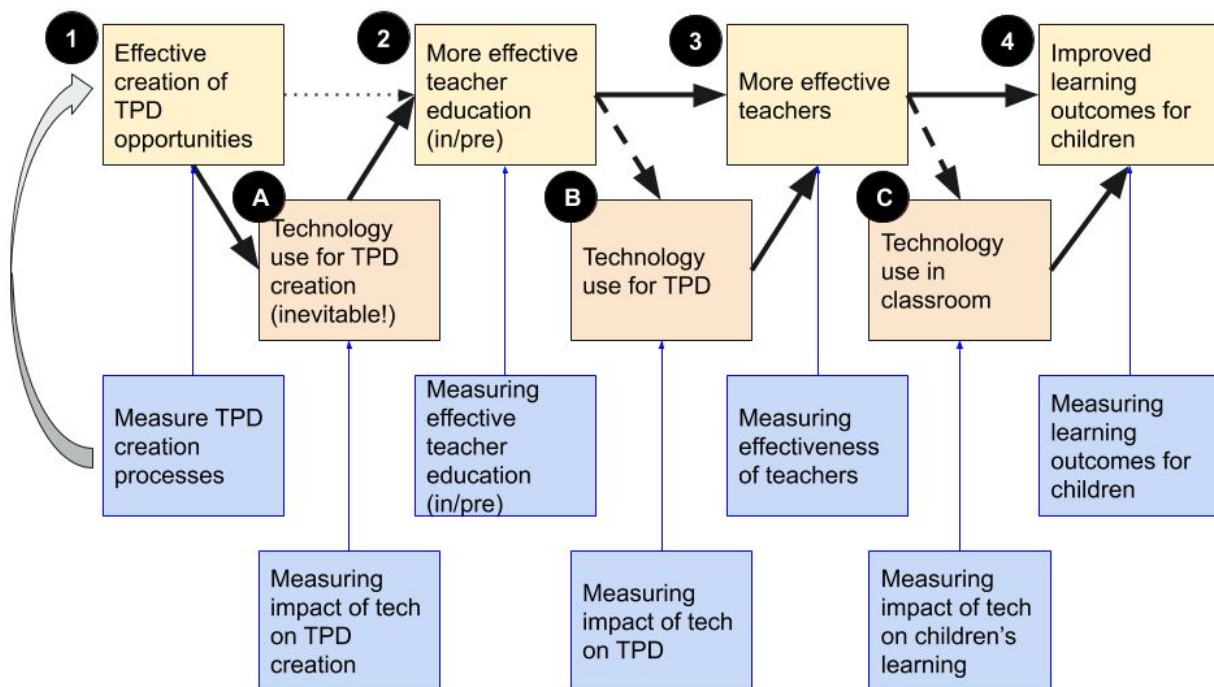 1
Effective
creation of
TPD
opportunities
2
More effective
teacher
education
(in/pre)
3
More effective
teachers
4
Improved
learning
outcomes for
children
A
Technology
use for TPD
creation
(inevitable!)
B
Technology
use for TPD
C
Technology
use in
classroom
Measure TPD
creation
processes
Measuring
effective
teacher
education
(in/pre)
Measuring
effectiveness
of teachers
Measuring
learning
outcomes for
children
Measuring
impact of tech
on TPD
creation
Measuring
impact of tech
on TPD
Measuring
impact of tech
on children's
learning